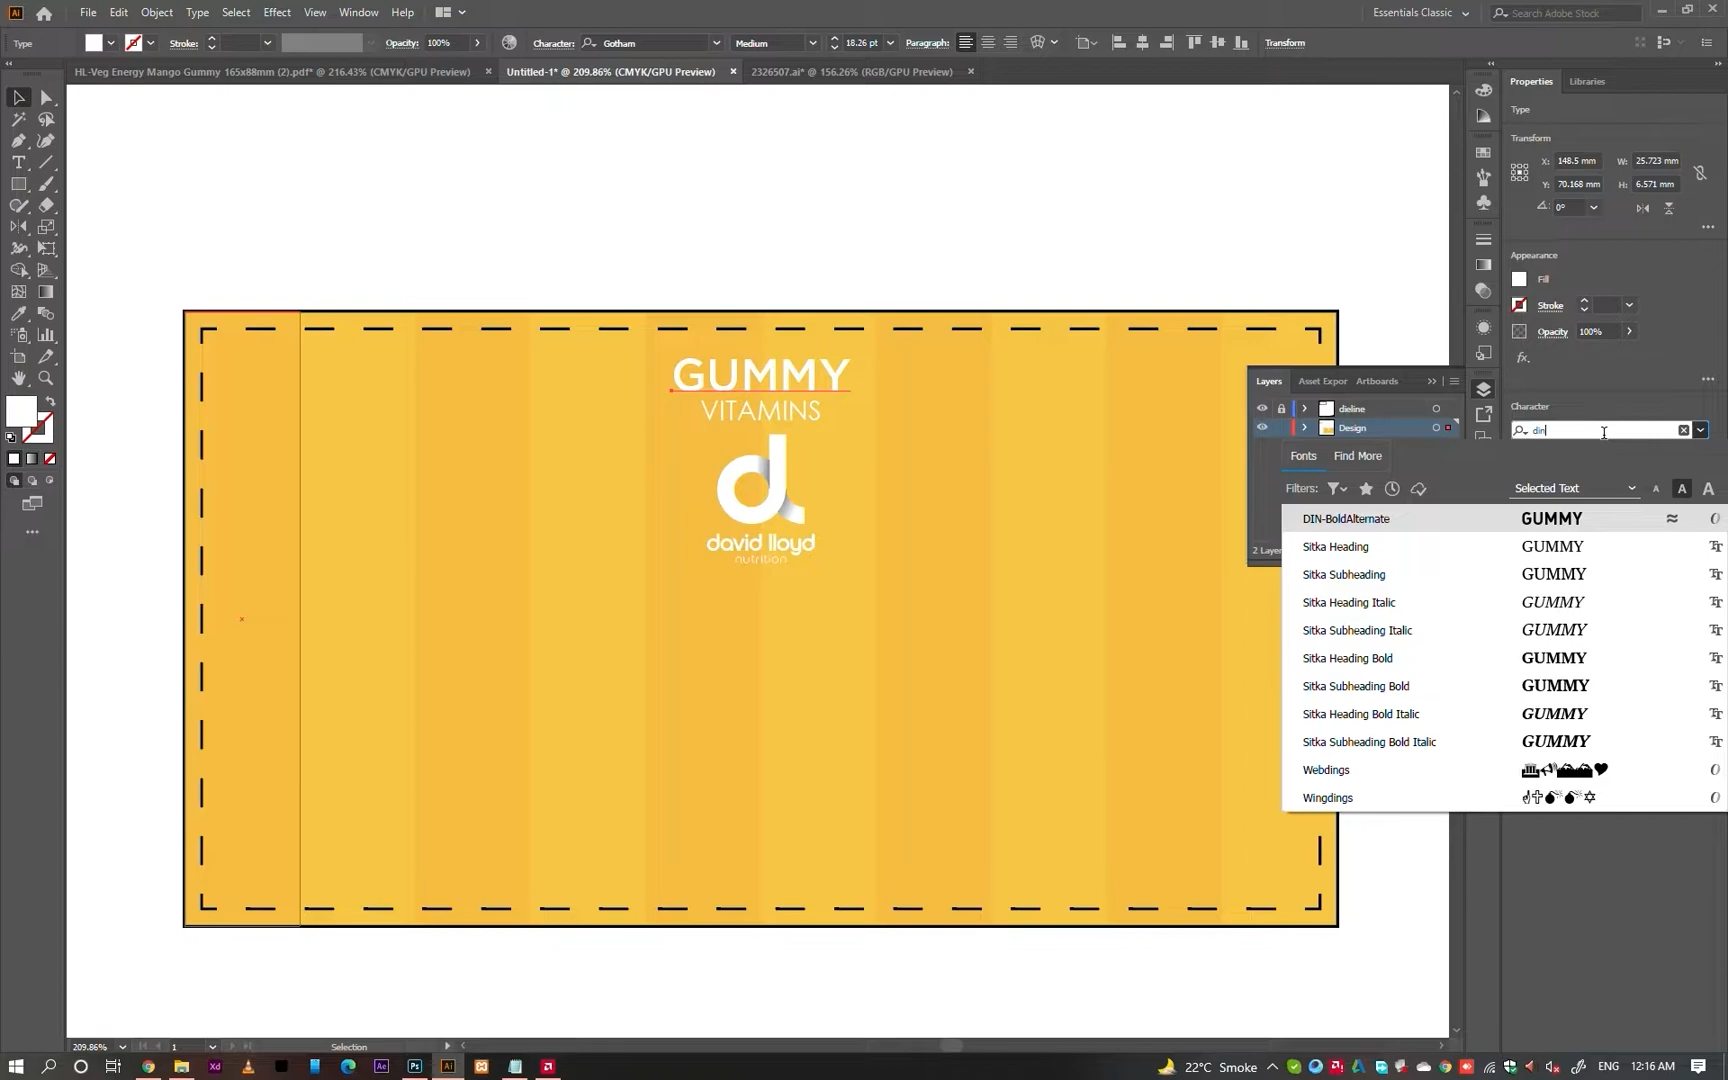 Ai File Edit Object Type Select Effect View Window Help Essentials Classic Search Adobe Stock
Type Stroke: Opacity: 100% Character: Gotham Medium 18.26 pt Paragraph: Transform
HL-Veg Energy Mango Gummy 165x88mm (2).pdf* @ 216.43% (CMYK/GPU Preview) × Untitled-1* @ 209.86% (CMYK/GPU Preview) × 2326507.ai* @ 156.26% (RGB/GPU Preview) ×
Properties Libraries
Type
Transform
X: 148.5 mm W: 25.723 mm
Y: 70.168 mm H: 6.571 mm
0°
Appearance
Fill
Stroke
Opacity 100%
fx.
Character
din
GUMMY
VITAMINS
david lloyd
nutrition
Layers Asset Expor Artboards
dieline
Design
2 Layer
Fonts Find More
Filters: Selected Text A A A
DIN-BoldAlternate GUMMY
Sitka Heading GUMMY
Sitka Subheading GUMMY
Sitka Heading Italic GUMMY
Sitka Subheading Italic GUMMY
Sitka Heading Bold GUMMY
Sitka Subheading Bold GUMMY
Sitka Heading Bold Italic GUMMY
Sitka Subheading Bold Italic GUMMY
Webdings
Wingdings
209.86% 1 Selection
Xd Ae Ps Ai 22°C Smoke ENG 12:16 AM